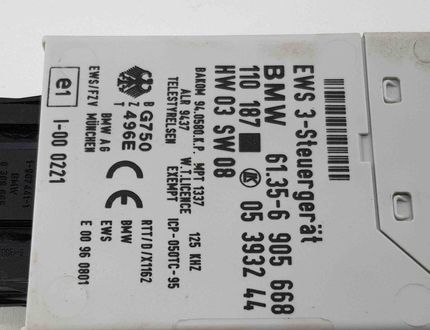 EWS 3-Steuergerät
BMW 61.35-6 905 668
110 187 AK 05 3932 44
HW 03 SW 08
BAKOM 94.0580.K.P. MPT 1337 125 KHZ
ALR 9437 W.T.LICENCE ICP-050TC-95
TELESTYRELSEN EXEMPT
B G750
Z 496E
T
RTT/D/X1162
BMW AG BMW
EWS/FZV MÜNCHEN EWS
e1 I-00 0221 E 00 96 0801